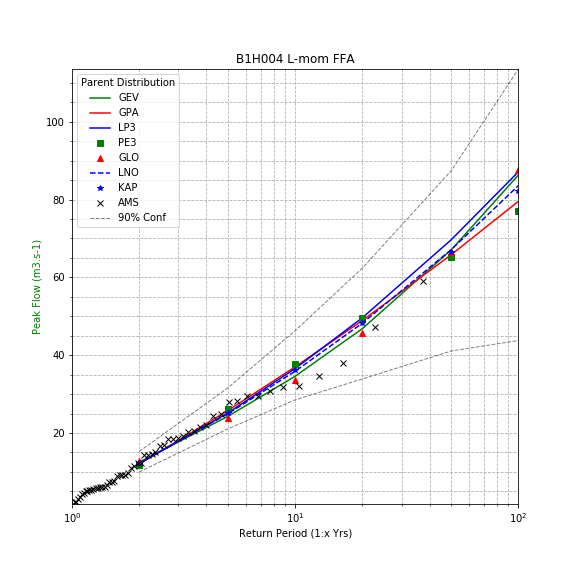 B1H004 L-mom FFA
Parent Distribution
GEV
GPA
LP3
PE3
GLO
LNO
KAP
AMS
90% Conf
100
80
60
40
20
Peak Flow (m3.s-1)
10⁰
10¹
10²
Return Period (1:x Yrs)